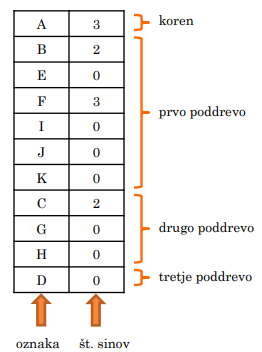 A 3 koren
B 2
E 0
F 3
I 0 prvo poddrevo
J 0
K 0
C 2
G 0 drugo poddrevo
H 0
D 0 tretje poddrevo
oznaka št. sinov